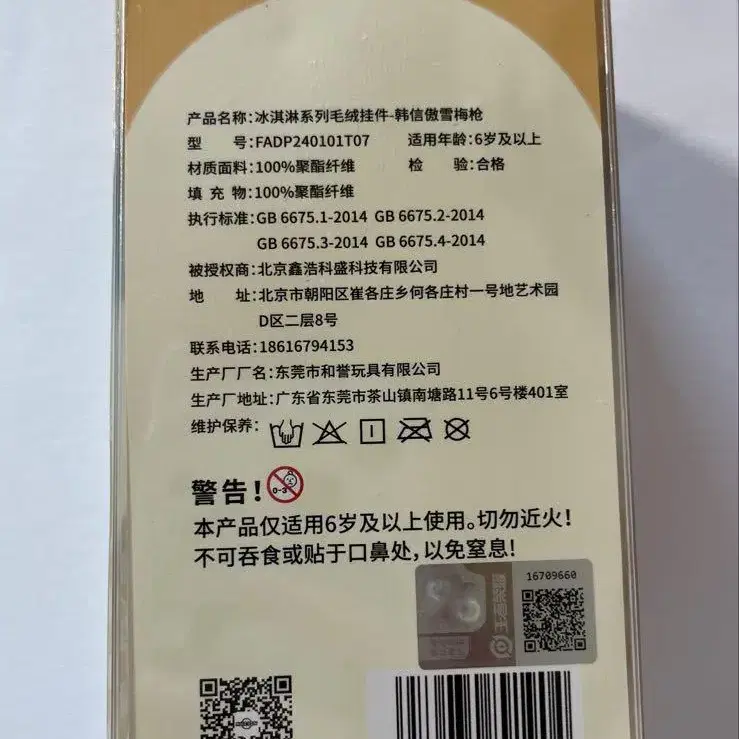 产品名称：冰淇淋系列毛绒挂件-韩信傲雪梅枪
型 号：FADP240101T07 适用年龄：6岁及以上
材质面料：100%聚酯纤维 检 验：合格
填 充 物：100%聚酯纤维
执行标准：GB 6675.1-2014 GB 6675.2-2014
GB 6675.3-2014 GB 6675.4-2014
被授权商：北京鑫浩科盛科技有限公司
地 址：北京市朝阳区崔各庄乡何各庄村一号地艺术园
D区二层8号
联系电话：18616794153
生产厂厂名：东莞市和誉玩具有限公司
生产厂地址：广东省东莞市茶山镇南塘路11号6号楼401室
维护保养：
警告！
0-3
本产品仅适用6岁及以上使用。切勿近火！
不可吞食或贴于口鼻处，以免窒息！
16709660
王者荣耀